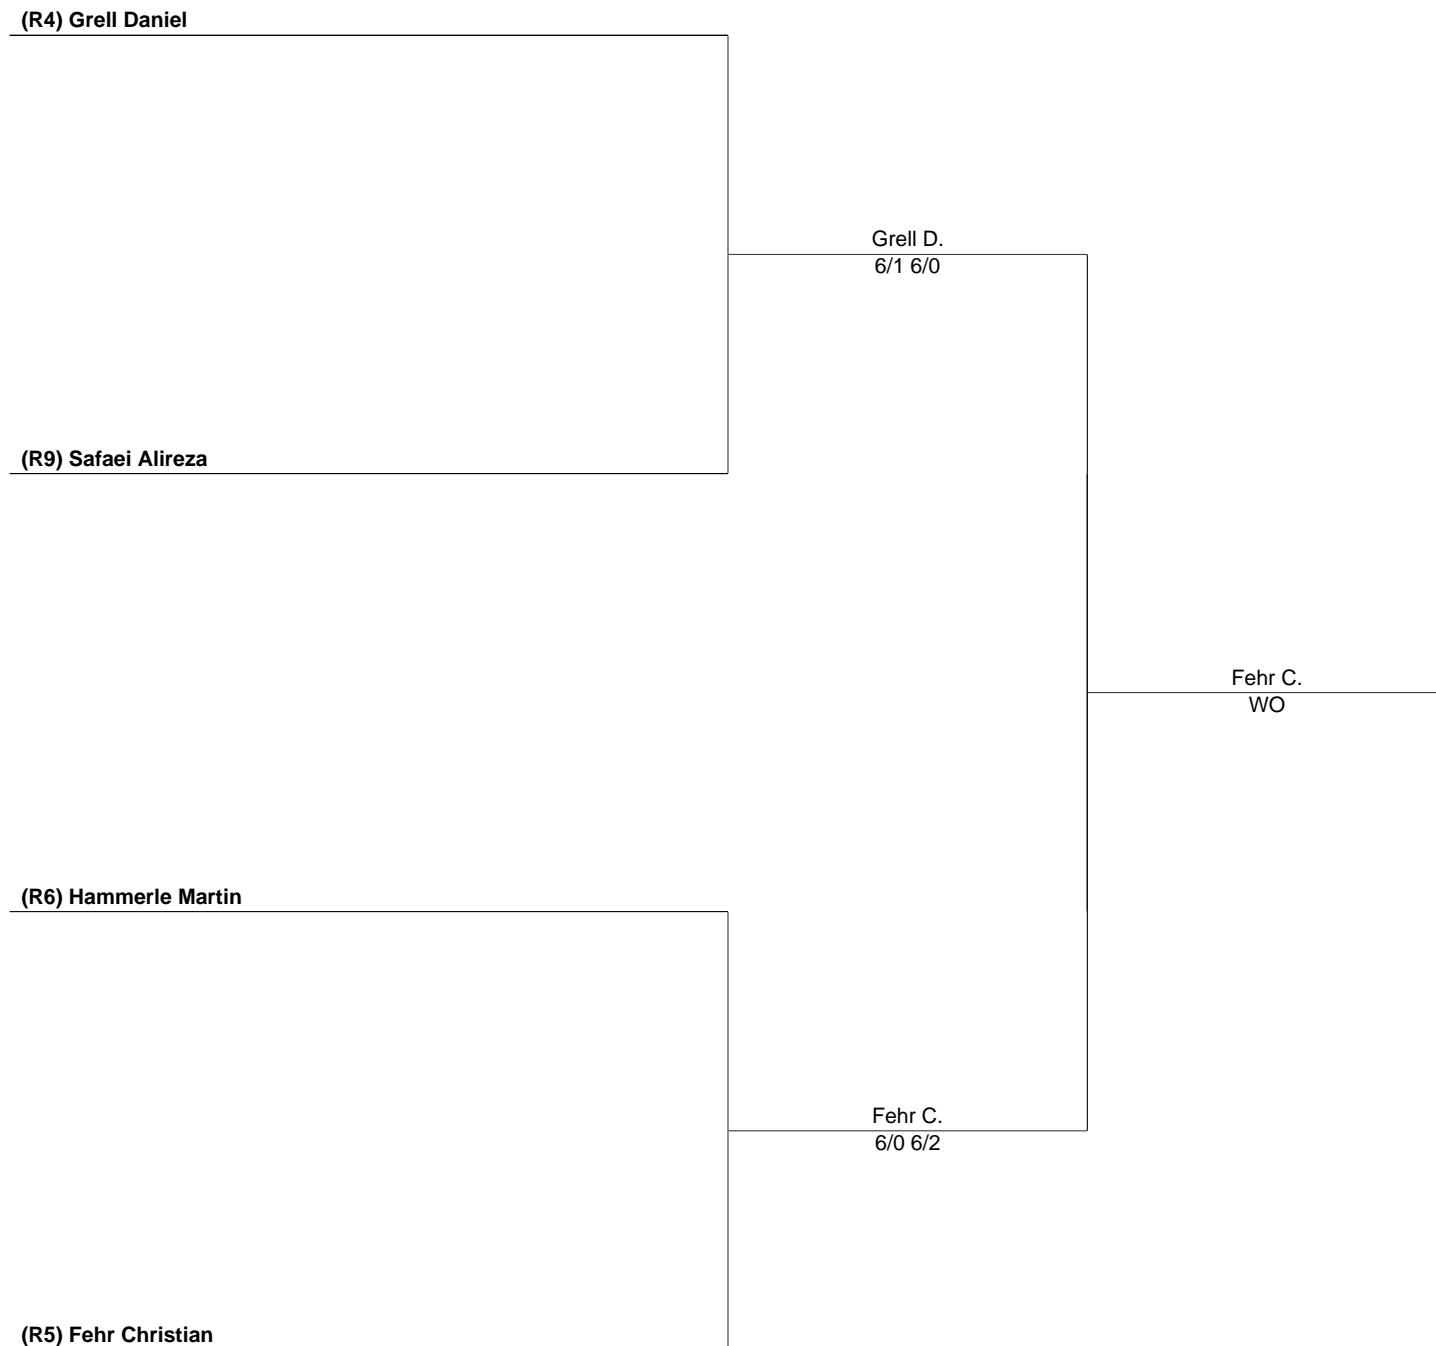 (R4) Grell Daniel
Grell D.
6/1 6/0
(R9) Safaei Alireza
Fehr C.
WO
(R6) Hammerle Martin
Fehr C.
6/0 6/2
(R5) Fehr Christian